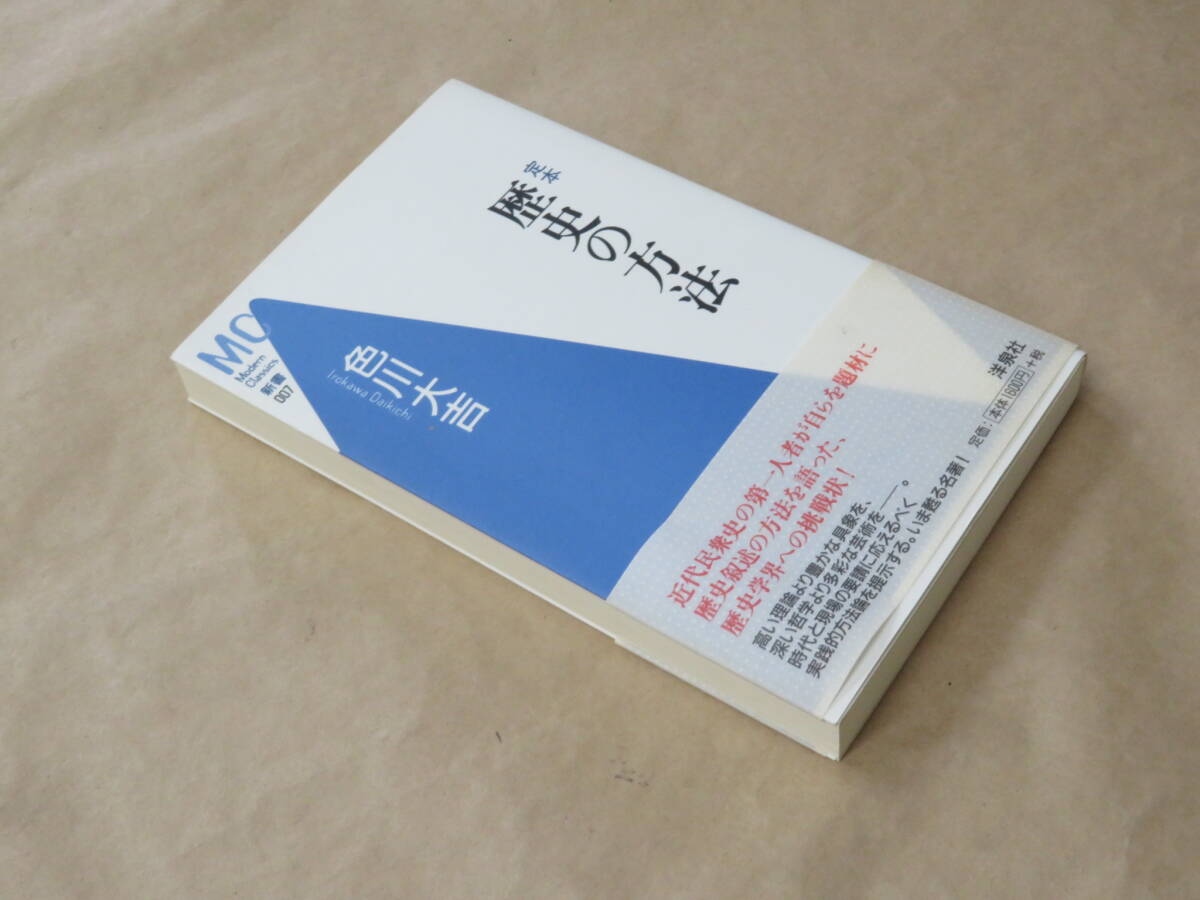 定本
歴史の方法
色川大吉
Irokawa Daikichi
MC
Modern
Classics
新書
007
近代民衆史の第一人者が自らを題材に
歴史叙述の方法を語った、
歴史学界への挑戦状!
高い理論より豊かな具象を、
深い哲学より多彩な芸術を──。
時代と現場の要請に応えるべく
実践的方法論を提示する。いま甦る名著!
洋泉社
定価:本体1600円+税